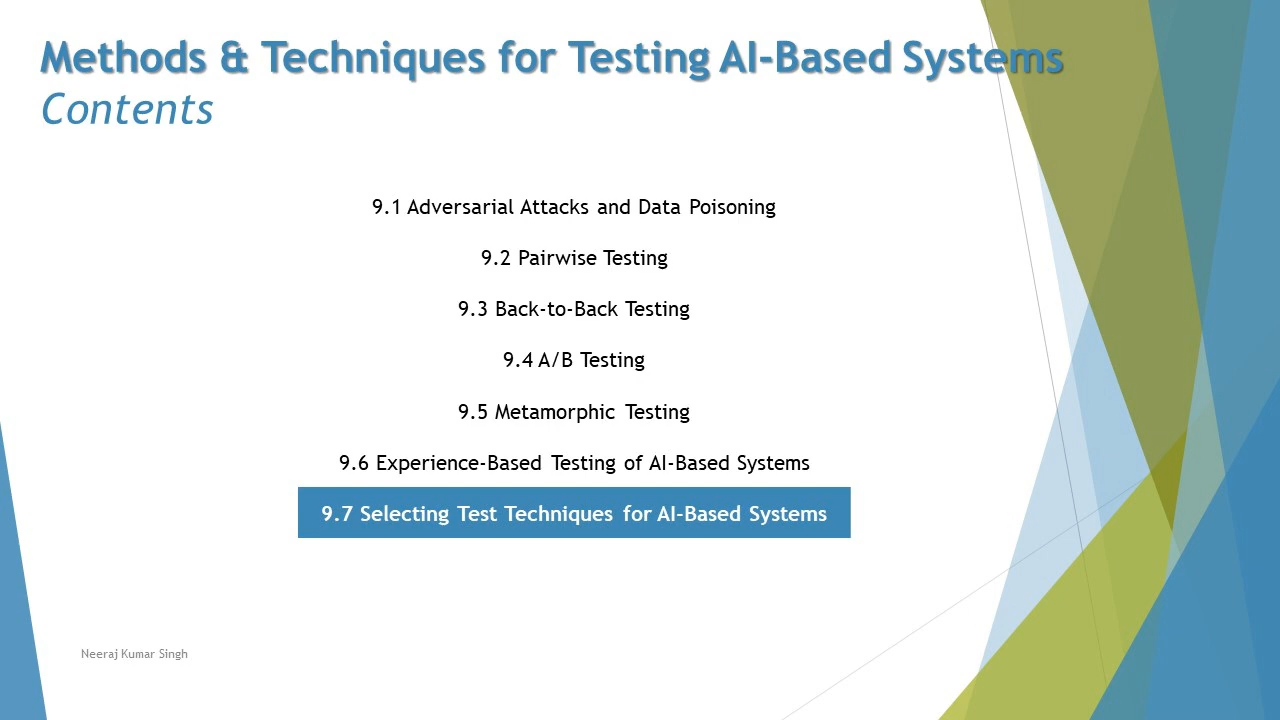 Methods & Techniques for Testing AI-Based Systems
Contents
9.1 Adversarial Attacks and Data Poisoning
9.2 Pairwise Testing
9.3 Back-to-Back Testing
9.4 A/B Testing
9.5 Metamorphic Testing
9.6 Experience-Based Testing of AI-Based Systems
9.7 Selecting Test Techniques for AI-Based Systems
Neeraj Kumar Singh